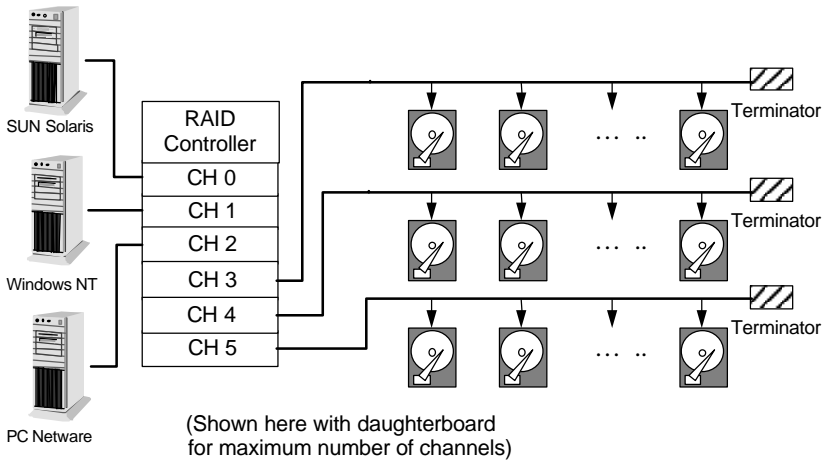 SUN Solaris
Windows NT
PC Netware
RAID
Controller
CH 0
CH 1
CH 2
CH 3
CH 4
CH 5
... ..
Terminator
... ..
Terminator
... ..
Terminator
(Shown here with daughterboard
for maximum number of channels)